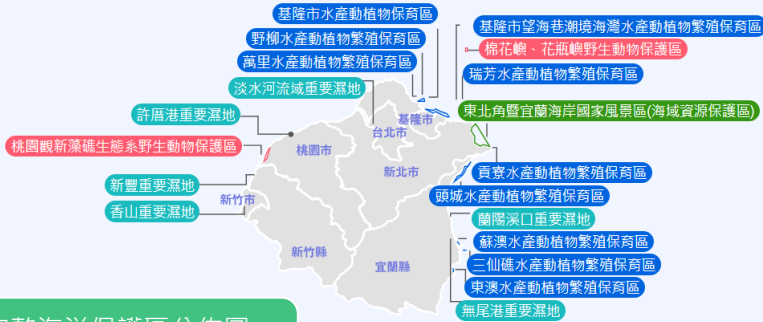 基隆市水產動植物保育區
基隆市望海巷潮境海灣水產動植物繁殖保育區
野柳水產動植物繁殖保育區
棉花嶼、花瓶嶼野生動物保護區
萬里水產動植物繁殖保育區
瑞芳水產動植物繁殖保育區
淡水河流域重要濕地
東北角暨宜蘭海岸國家風景區(海域資源保護區)
許厝港重要濕地
基隆市
台北市
桃園觀新藻礁生態系野生動物保護區
桃園市
新北市
貢寮水產動植物繁殖保育區
新豐重要濕地
頭城水產動植物繁殖保育區
新竹市
香山重要濕地
蘭陽溪口重要濕地
蘇澳水產動植物繁殖保育區
新竹縣
宜蘭縣
三仙礁水產動植物繁殖保育區
東澳水產動植物繁殖保育區
無尾港重要濕地
海洋保護區分佈圖